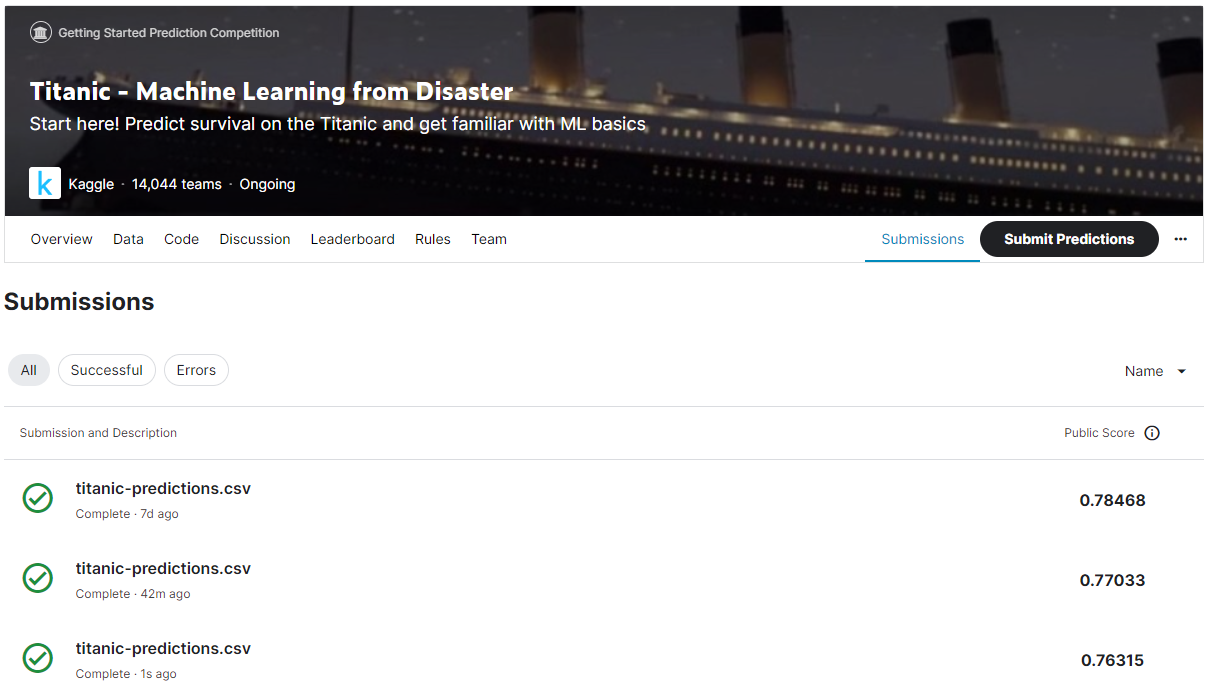 Getting Started Prediction Competition
Titanic - Machine Learning from Disaster
Start here! Predict survival on the Titanic and get familiar with ML basics
k Kaggle · 14,044 teams · Ongoing
Overview Data Code Discussion Leaderboard Rules Team Submissions Submit Predictions ...
Submissions
All Successful Errors Name
Submission and Description Public Score
titanic-predictions.csv
Complete · 7d ago
0.78468
titanic-predictions.csv
Complete · 42m ago
0.77033
titanic-predictions.csv
Complete · 1s ago
0.76315